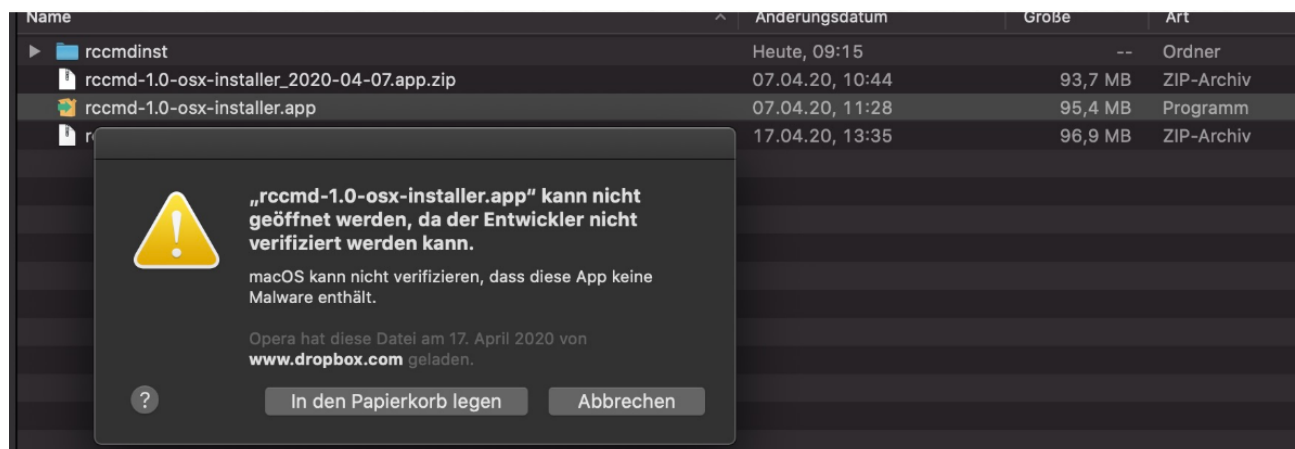 Name Änderungsdatum Größe Art
rccmdinst Heute, 09:15 -- Ordner
rccmd-1.0-osx-installer_2020-04-07.app.zip 07.04.20, 10:44 93,7 MB ZIP-Archiv
rccmd-1.0-osx-installer.app 07.04.20, 11:28 95,4 MB Programm
17.04.20, 13:35 96,9 MB ZIP-Archiv
„rccmd-1.0-osx-installer.app“ kann nicht
geöffnet werden, da der Entwickler nicht
verifiziert werden kann.
macOS kann nicht verifizieren, dass diese App keine
Malware enthält.
Opera hat diese Datei am 17. April 2020 von
www.dropbox.com geladen.
? In den Papierkorb legen Abbrechen